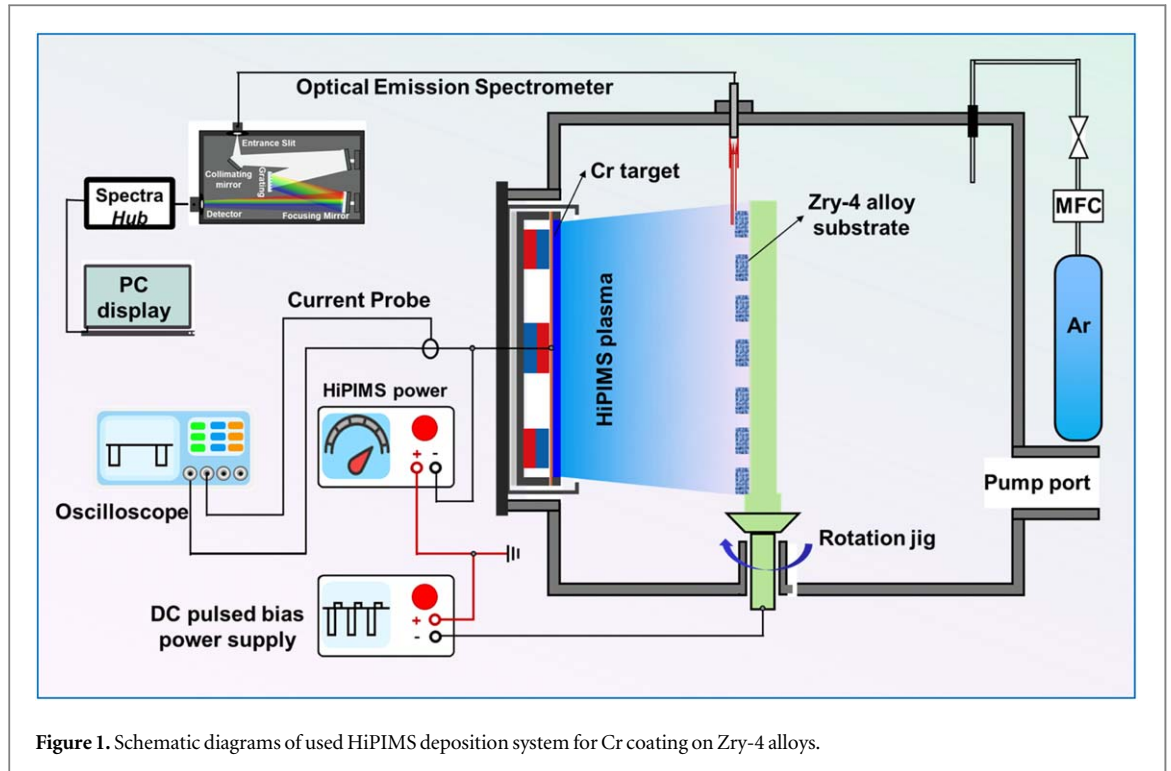 Optical Emission Spectrometer
Entrance Slit
Collimating
mirror
Grating
Detector
Focusing Mirror
Spectra
Hub
PC
display
Cr target
Zry-4 alloy
substrate
MFC
Ar
Current Probe
HiPIMS plasma
HiPIMS power
+ -
Oscilloscope
Pump port
Rotation jig
DC pulsed bias
power supply
+
-
Figure 1. Schematic diagrams of used HiPIMS deposition system for Cr coating on Zry-4 alloys.